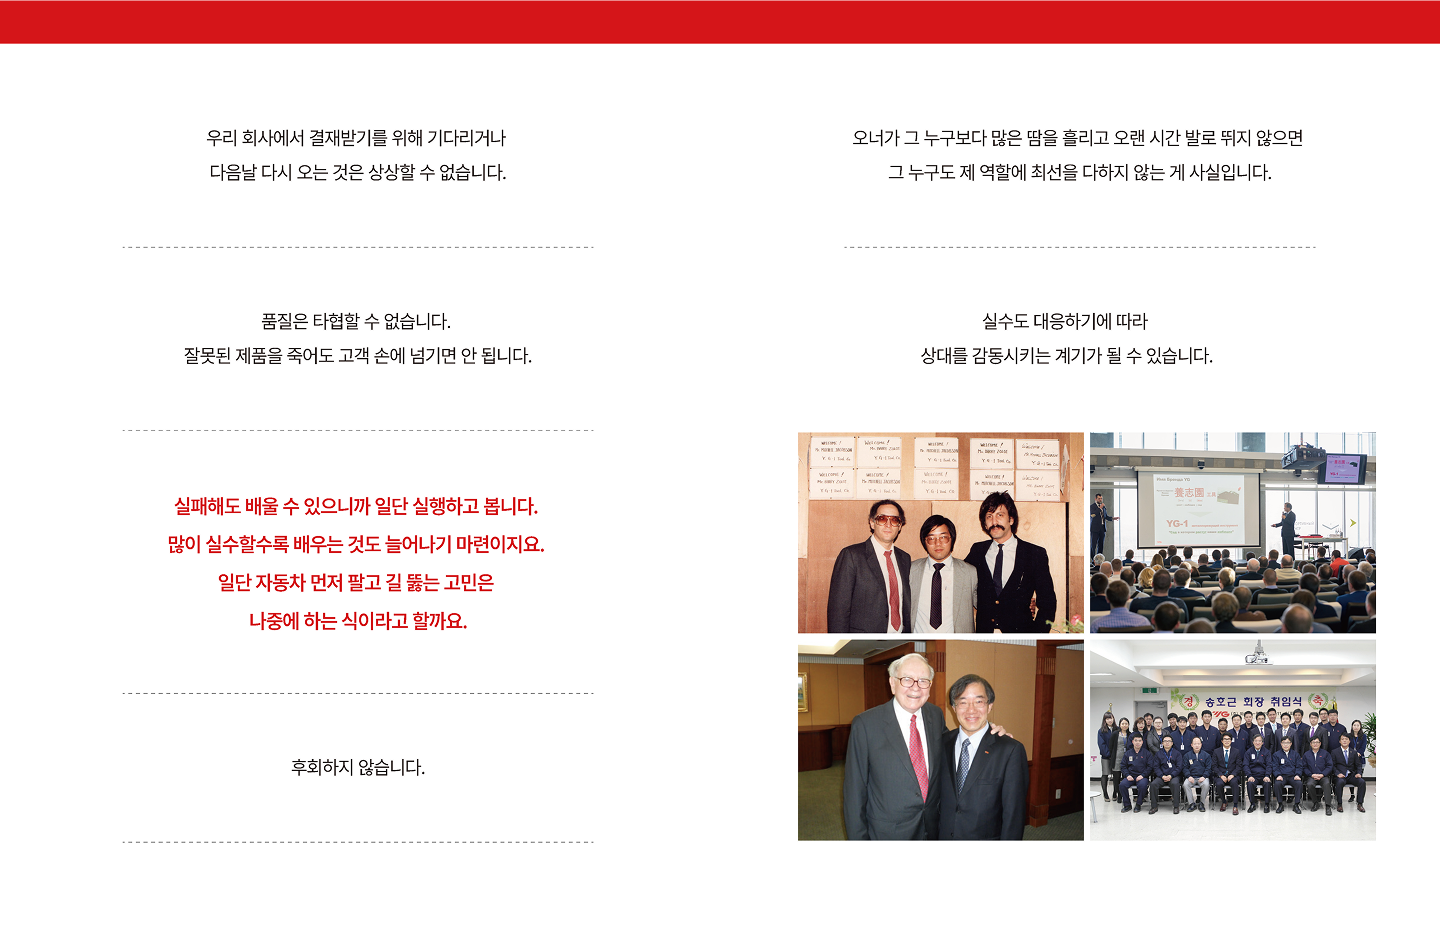 우리 회사에서 결재받기를 위해 기다리거나
다음날 다시 오는 것은 상상할 수 없습니다.
품질은 타협할 수 없습니다.
잘못된 제품을 죽어도 고객 손에 넘기면 안 됩니다.
실패해도 배울 수 있으니까 일단 실행하고 봅니다.
많이 실수할수록 배우는 것도 늘어나기 마련이지요.
일단 자동차 먼저 팔고 길 뚫는 고민은
나중에 하는 식이라고 할까요.
후회하지 않습니다.
오너가 그 누구보다 많은 땀을 흘리고 오랜 시간 발로 뛰지 않으면
그 누구도 제 역할에 최선을 다하지 않는 게 사실입니다.
실수도 대응하기에 따라
상대를 감동시키는 계기가 될 수 있습니다.
WELCOME!
WELCOME!
WELCOME!
WELCOME!
WELCOME!
養志園
YG-1
경 송호근 회장 취임식 축